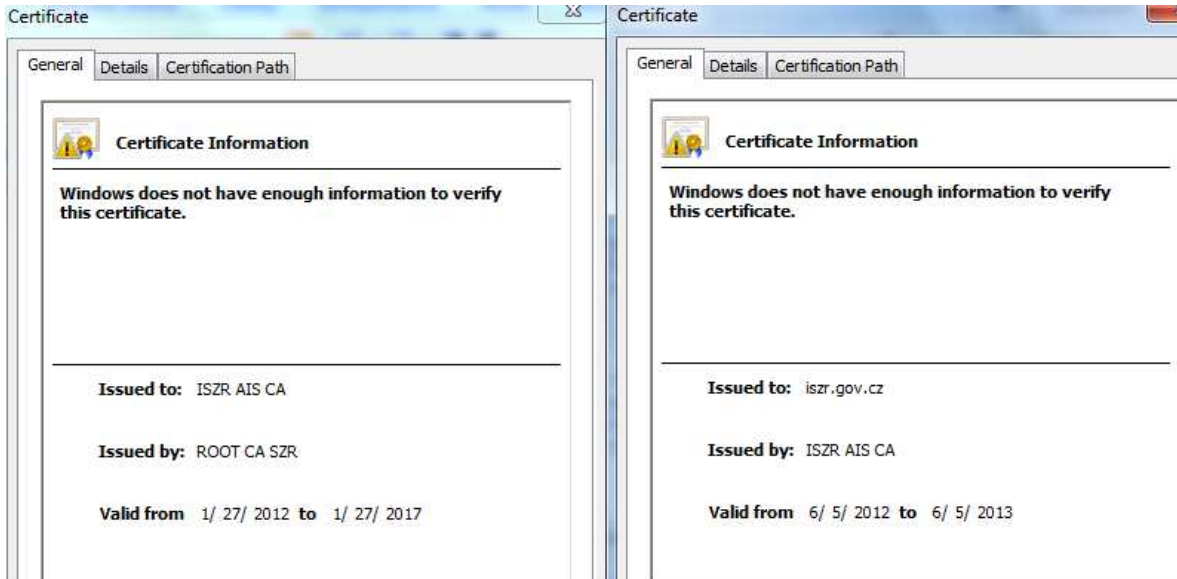 Certificate
General Details Certification Path
Certificate Information
Windows does not have enough information to verify
this certificate.
Issued to: ISZR AIS CA
Issued by: ROOT CA SZR
Valid from 1/ 27/ 2012 to 1/ 27/ 2017
Certificate
General Details Certification Path
Certificate Information
Windows does not have enough information to verify
this certificate.
Issued to: iszr.gov.cz
Issued by: ISZR AIS CA
Valid from 6/ 5/ 2012 to 6/ 5/ 2013